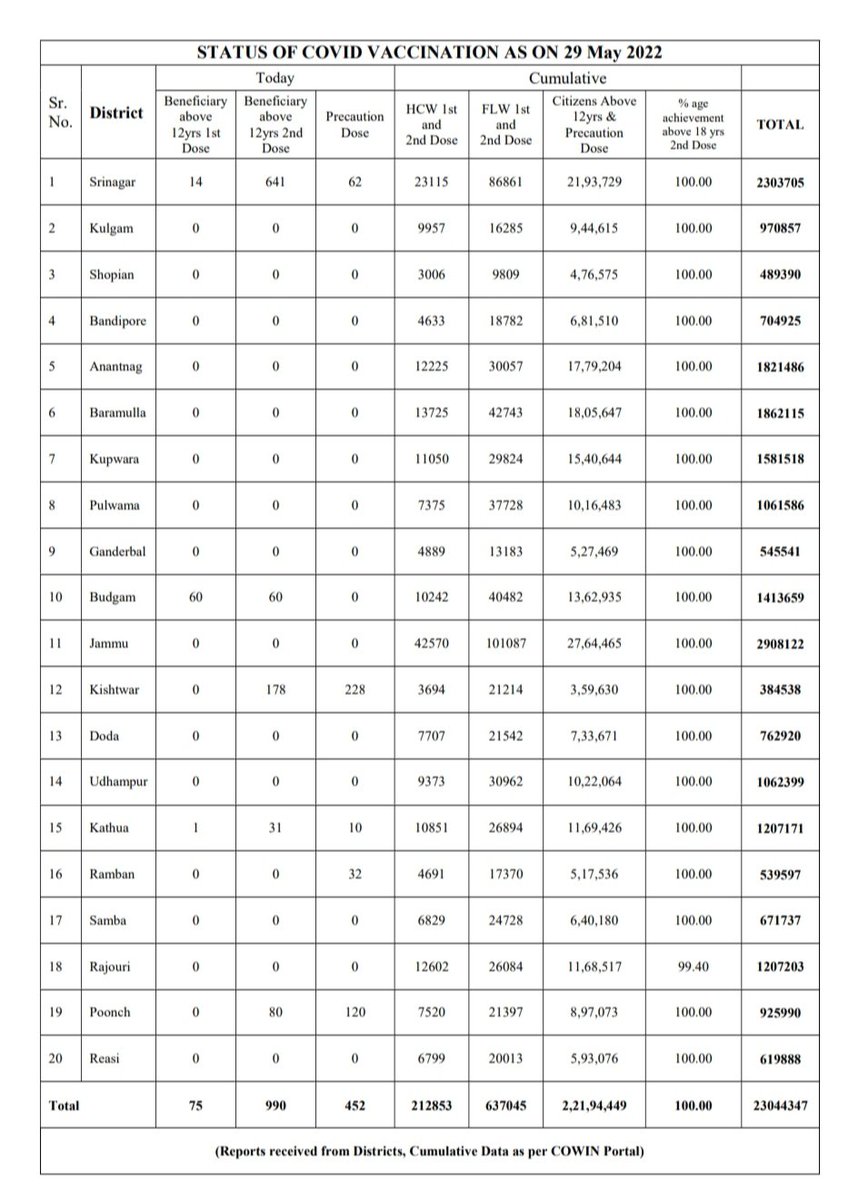 STATUS OF COVID VACCINATION AS ON 29 May 2022
Sr. No. District Today Cumulative
Beneficiary above 12yrs 1st Dose Beneficiary above 12yrs 2nd Dose Precaution Dose HCW 1st and 2nd Dose FLW 1st and 2nd Dose Citizens Above 12yrs & Precaution Dose % age achievement above 18 yrs 2nd Dose TOTAL
1 Srinagar 14 641 62 23115 86861 21,93,729 100.00 2303705
2 Kulgam 0 0 0 9957 16285 9,44,615 100.00 970857
3 Shopian 0 0 0 3006 9809 4,76,575 100.00 489390
4 Bandipore 0 0 0 4633 18782 6,81,510 100.00 704925
5 Anantnag 0 0 0 12225 30057 17,79,204 100.00 1821486
6 Baramulla 0 0 0 13725 42743 18,05,647 100.00 1862115
7 Kupwara 0 0 0 11050 29824 15,40,644 100.00 1581518
8 Pulwama 0 0 0 7375 37728 10,16,483 100.00 1061586
9 Ganderbal 0 0 0 4889 13183 5,27,469 100.00 545541
10 Budgam 60 60 0 10242 40482 13,62,935 100.00 1413659
11 Jammu 0 0 0 42570 101087 27,64,465 100.00 2908122
12 Kishtwar 0 178 228 3694 21214 3,59,630 100.00 384538
13 Doda 0 0 0 7707 21542 7,33,671 100.00 762920
14 Udhampur 0 0 0 9373 30962 10,22,064 100.00 1062399
15 Kathua 1 31 10 10851 26894 11,69,426 100.00 1207171
16 Ramban 0 0 32 4691 17370 5,17,536 100.00 539597
17 Samba 0 0 0 6829 24728 6,40,180 100.00 671737
18 Rajouri 0 0 0 12602 26084 11,68,517 99.40 1207203
19 Poonch 0 80 120 7520 21397 8,97,073 100.00 925990
20 Reasi 0 0 0 6799 20013 5,93,076 100.00 619888
Total 75 990 452 212853 637045 2,21,94,449 100.00 23044347
(Reports received from Districts, Cumulative Data as per COWIN Portal)